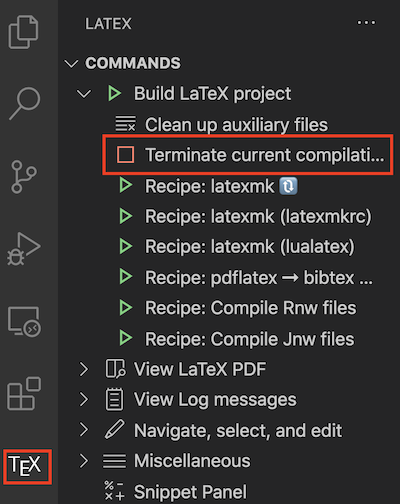 LATEX
COMMANDS
Build LaTeX project
Clean up auxiliary files
Terminate current compilati...
Recipe: latexmk 🔃
Recipe: latexmk (latexmkrc)
Recipe: latexmk (lualatex)
Recipe: pdflatex → bibtex ...
Recipe: Compile Rnw files
Recipe: Compile Jnw files
View LaTeX PDF
View Log messages
Navigate, select, and edit
TEX
Miscellaneous
Snippet Panel